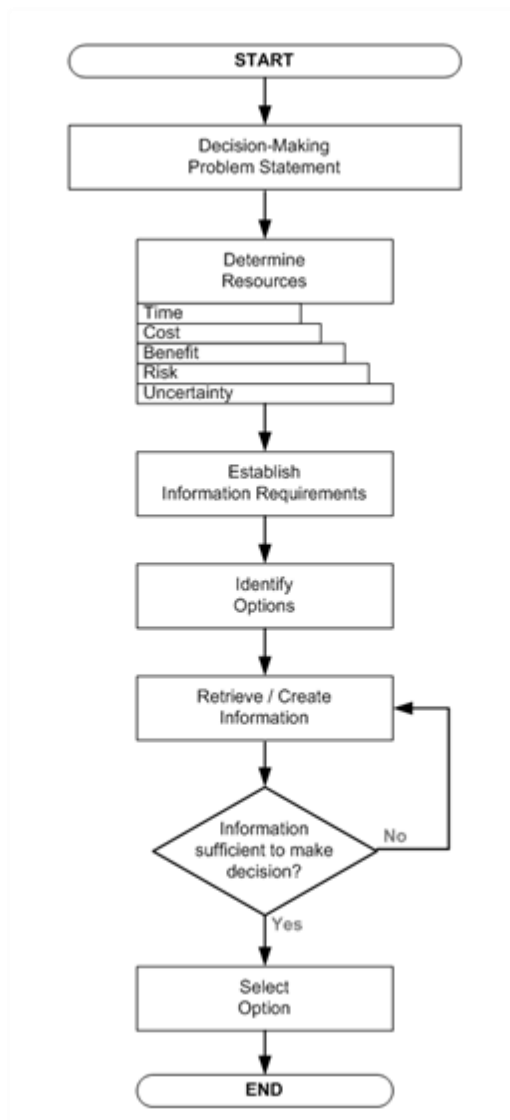 START
Decision-Making
Problem Statement
Determine
Resources
Time
Cost
Benefit
Risk
Uncertainty
Establish
Information Requirements
Identify
Options
Retrieve / Create
Information
Information
sufficient to make
decision?
No
Yes
Select
Option
END